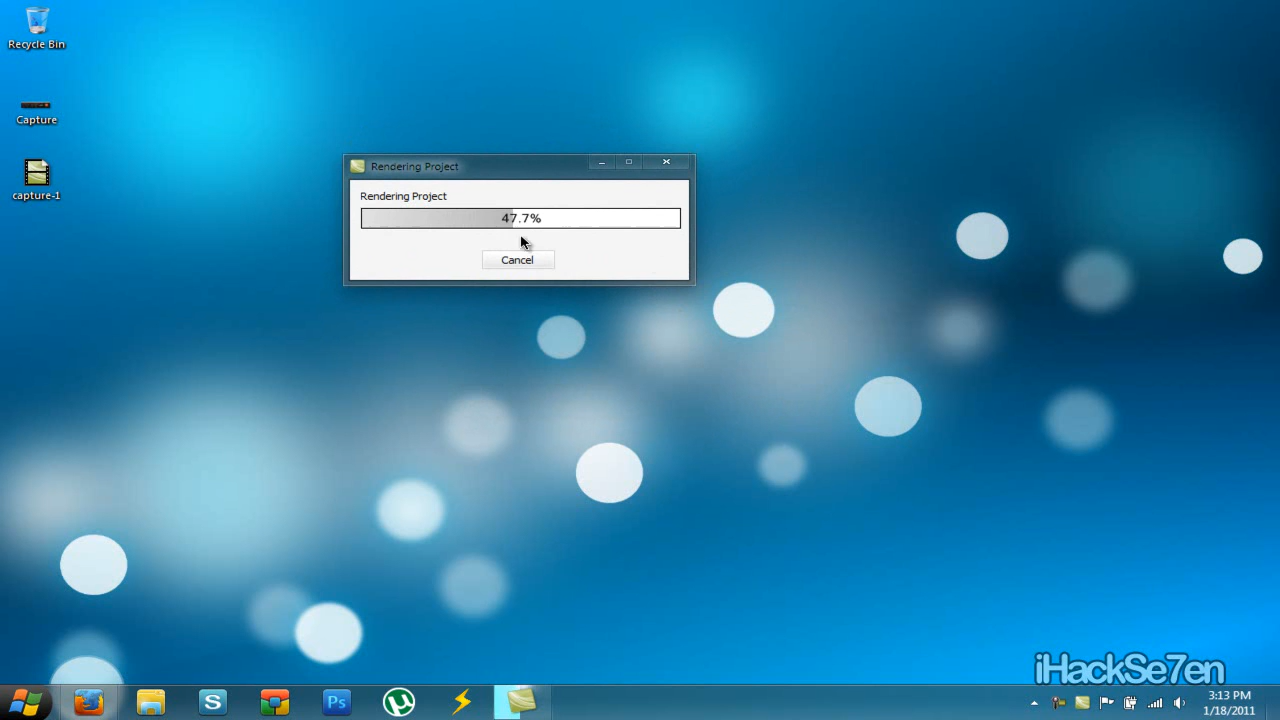 Recycle Bin
Capture
capture-1
Rendering Project
Rendering Project
47.7%
Cancel
iHackSe7en
S
Ps
µ
3:13 PM
1/18/2011